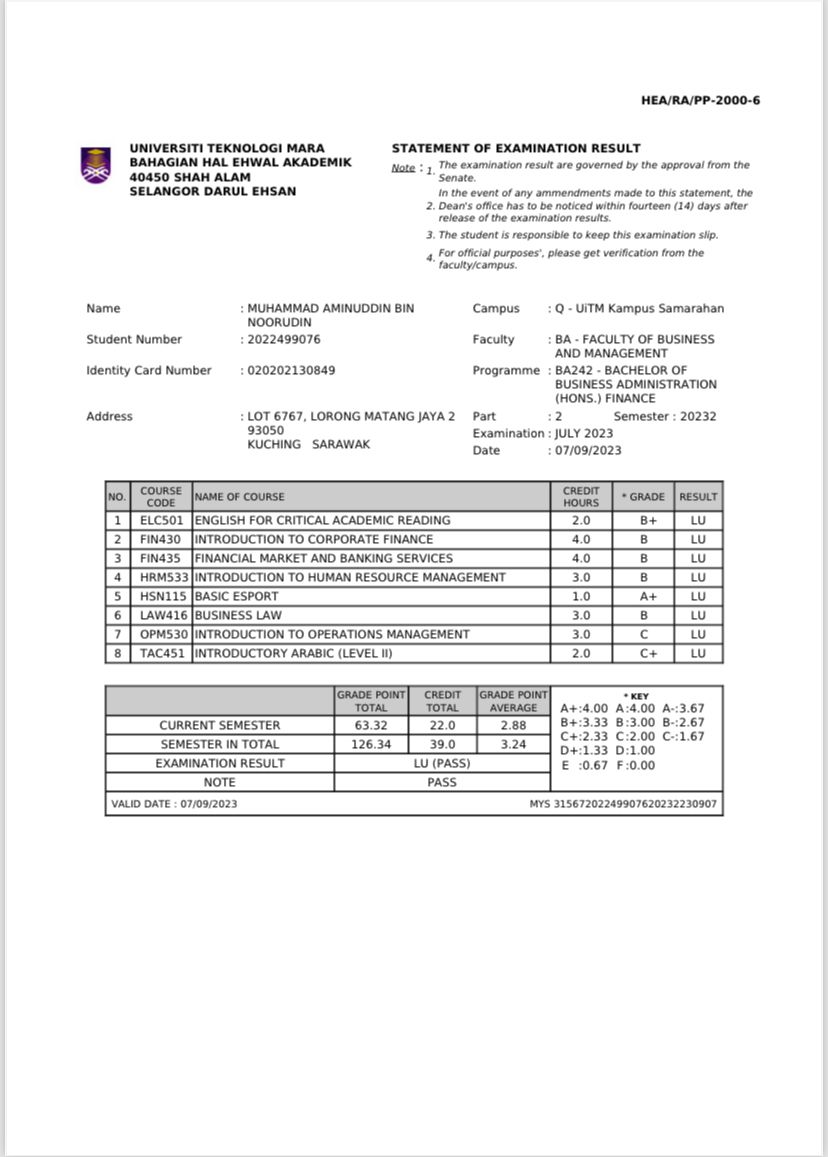 HEA/RA/PP-2000-6
UNIVERSITI TEKNOLOGI MARA
BAHAGIAN HAL EHWAL AKADEMIK
40450 SHAH ALAM
SELANGOR DARUL EHSAN
STATEMENT OF EXAMINATION RESULT
Note : 1. The examination result are governed by the approval from the
Senate.
In the event of any ammendments made to this statement, the
2. Dean's office has to be noticed within fourteen (14) days after
release of the examination results.
3. The student is responsible to keep this examination slip.
4. For official purposes', please get verification from the
faculty/campus.
Name : MUHAMMAD AMINUDDIN BIN
NOORUDIN
Student Number : 2022499076
Identity Card Number : 020202130849
Address : LOT 6767, LORONG MATANG JAYA 2
93050
KUCHING SARAWAK
Campus : Q - UiTM Kampus Samarahan
Faculty : BA - FACULTY OF BUSINESS
AND MANAGEMENT
Programme : BA242 - BACHELOR OF
BUSINESS ADMINISTRATION
(HONS.) FINANCE
Part : 2 Semester : 20232
Examination : JULY 2023
Date : 07/09/2023
NO. COURSE CODE NAME OF COURSE CREDIT HOURS * GRADE RESULT
1 ELC501 ENGLISH FOR CRITICAL ACADEMIC READING 2.0 B+ LU
2 FIN430 INTRODUCTION TO CORPORATE FINANCE 4.0 B LU
3 FIN435 FINANCIAL MARKET AND BANKING SERVICES 4.0 B LU
4 HRM533 INTRODUCTION TO HUMAN RESOURCE MANAGEMENT 3.0 B LU
5 HSN115 BASIC ESPORT 1.0 A+ LU
6 LAW416 BUSINESS LAW 3.0 B LU
7 OPM530 INTRODUCTION TO OPERATIONS MANAGEMENT 3.0 C LU
8 TAC451 INTRODUCTORY ARABIC (LEVEL II) 2.0 C+ LU
GRADE POINT TOTAL CREDIT TOTAL GRADE POINT AVERAGE
CURRENT SEMESTER 63.32 22.0 2.88
SEMESTER IN TOTAL 126.34 39.0 3.24
EXAMINATION RESULT LU (PASS)
NOTE PASS
* KEY
A+:4.00 A:4.00 A-:3.67
B+:3.33 B:3.00 B-:2.67
C+:2.33 C:2.00 C-:1.67
D+:1.33 D:1.00
E :0.67 F:0.00
VALID DATE : 07/09/2023 MYS 31567202249907620232230907